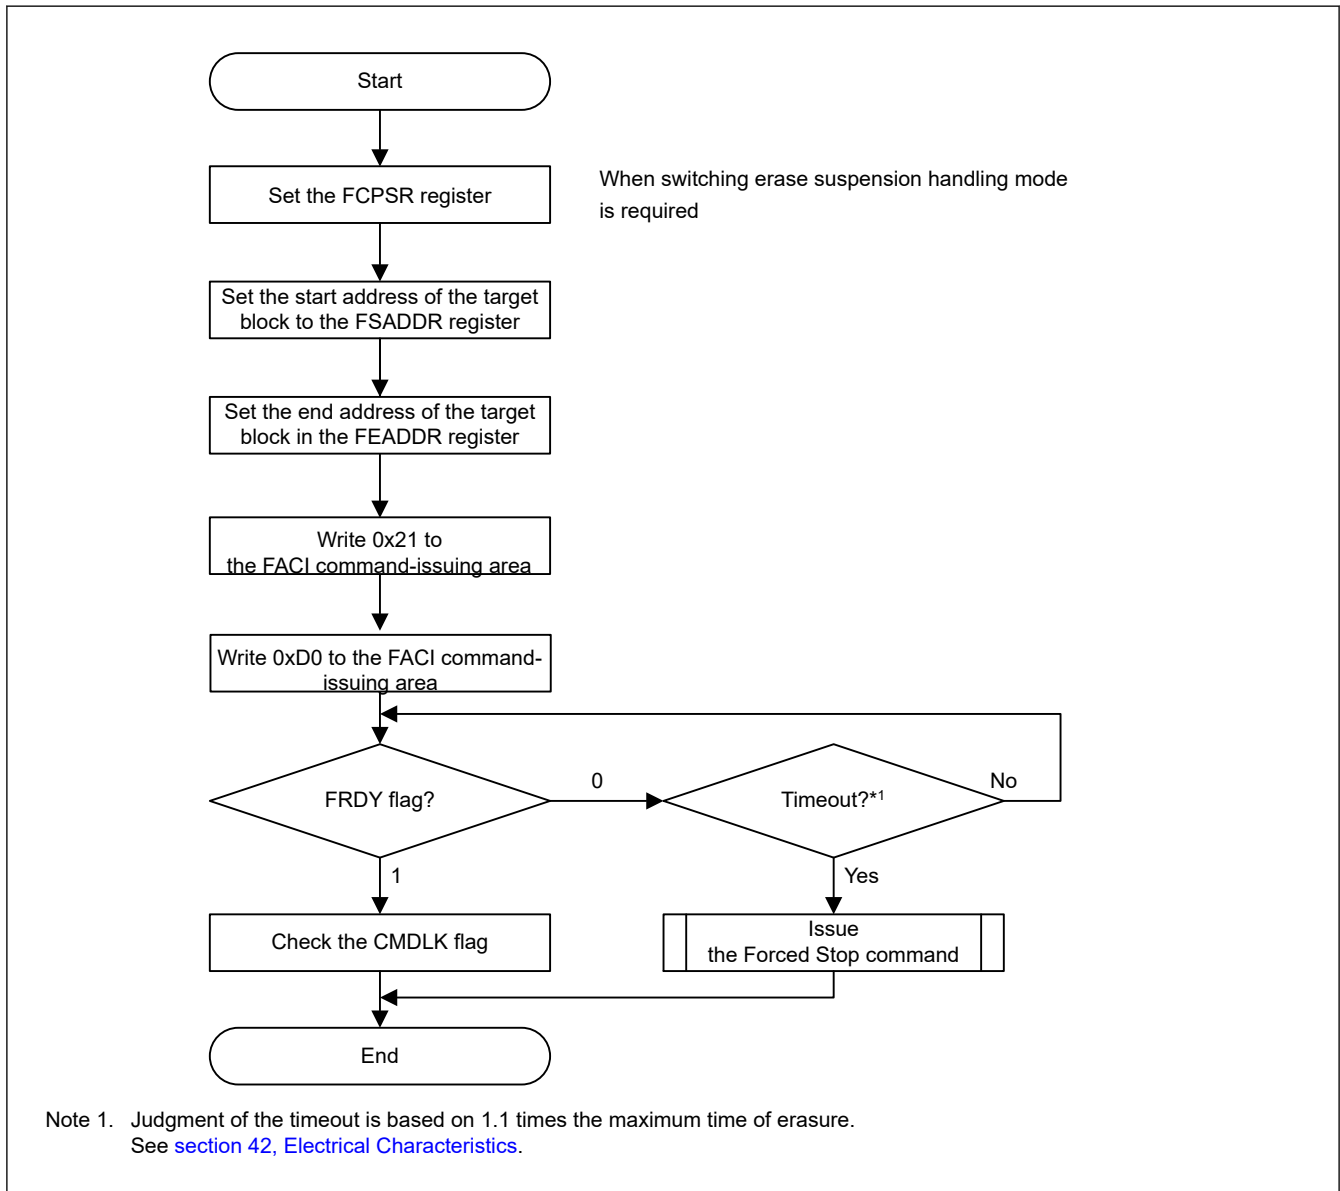 Start
Set the FCPSR register
When switching erase suspension handling mode
is required
Set the start address of the target
block to the FSADDR register
Set the end address of the target
block in the FEADDR register
Write 0x21 to
the FACI command-issuing area
Write 0xD0 to the FACI command-
issuing area
FRDY flag?
0
Timeout?*1
No
1
Yes
Check the CMDLK flag
Issue
the Forced Stop command
End
Note 1. Judgment of the timeout is based on 1.1 times the maximum time of erasure.
See section 42, Electrical Characteristics.